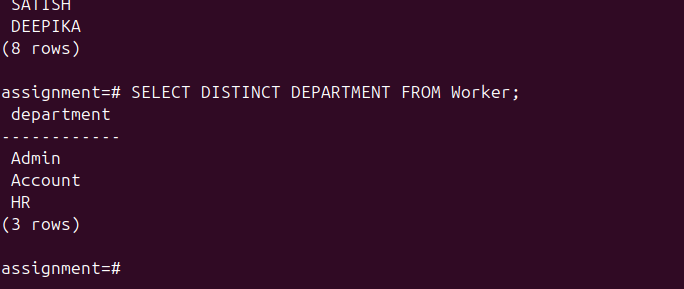 SATISH
DEEPIKA
(8 rows)
assignment=# SELECT DISTINCT DEPARTMENT FROM Worker;
department
------------
Admin
Account
HR
(3 rows)
assignment=#